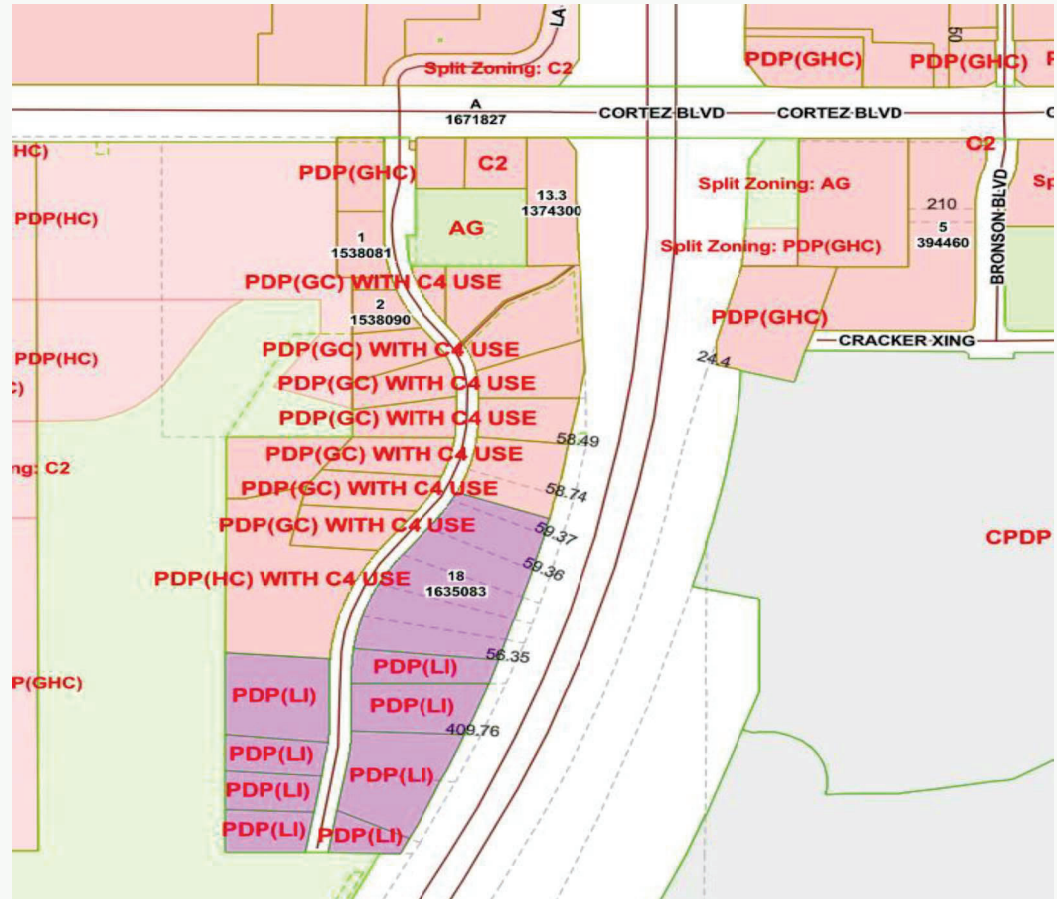 LA
50
PDP(GHC)
PDP(GHC)
Split Zoning: C2
A
1671827
CORTEZ BLVD
CORTEZ BLVD
C2
HC)
PDP(GHC)
C2
Split Zoning: AG
BRONSON BLVD
Sp
13.3
1374300
210
PDP(HC)
AG
5
394460
1
1538081
Split Zoning: PDP(GHC)
PDP(GC) WITH C4 USE
2
1538090
PDP(GHC)
CRACKER XING
PDP(GC) WITH C4 USE
PDP(HC)
24.4
PDP(GC) WITH C4 USE
PDP(GC) WITH C4 USE
58.49
PDP(GC) WITH C4 USE
ng: C2
PDP(GC) WITH C4 USE
58.74
PDP(GC) WITH C4 USE
59.37
CPDP
59.36
PDP(HC) WITH C4 USE
18
1635083
56.35
PDP(LI)
P(GHC)
PDP(LI)
PDP(LI)
409.76
PDP(LI)
PDP(LI)
PDP(LI)
PDP(LI)
PDP(LI)